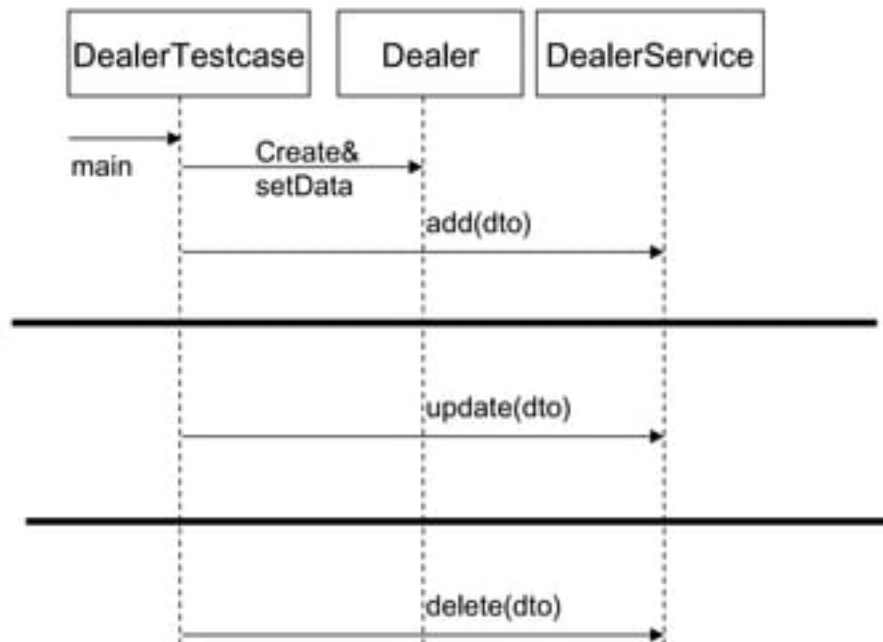 DealerTestcase
Dealer
DealerService
main
Create&
setData
add(dto)
update(dto)
delete(dto)